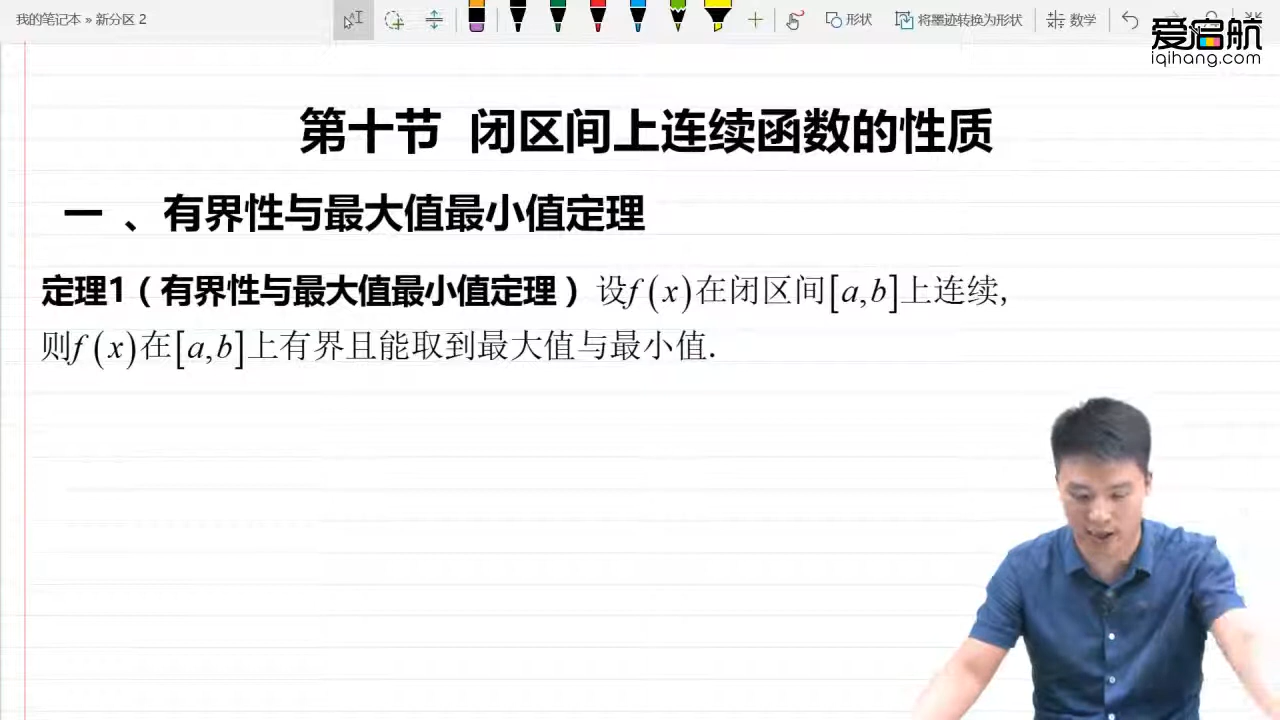 我的笔记本 » 新分区 2
形状
将墨迹转换为形状
数学
爱启航
iqihang.com
第十节 闭区间上连续函数的性质
一 、有界性与最大值最小值定理
定理1（有界性与最大值最小值定理）设f(x)在闭区间[a,b]上连续,
则f(x)在[a,b]上有界且能取到最大值与最小值.